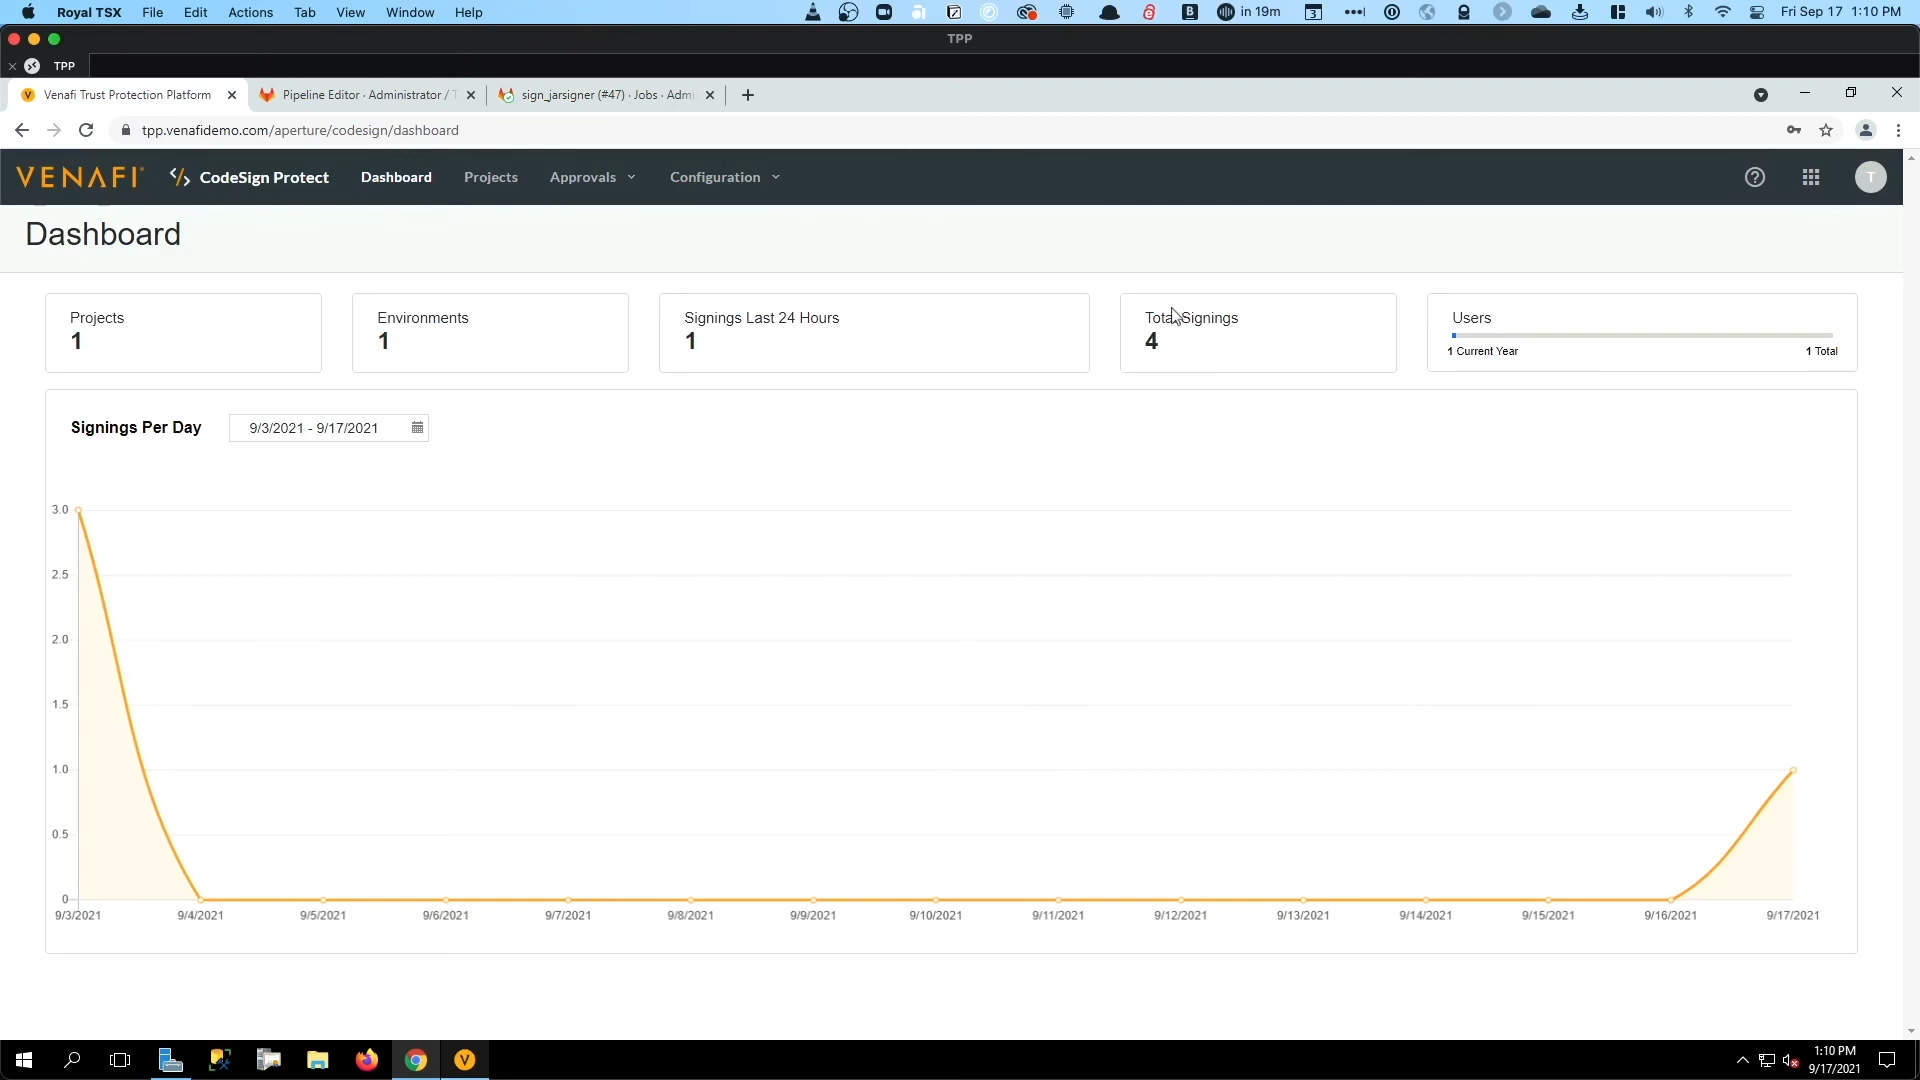 Royal TSX File Edit Actions Tab View Window Help in 19m 3 Fri Sep 17 1:10 PM
TPP
TPP
Venafi Trust Protection Platform Pipeline Editor · Administrator / sign_jarsigner (#47) · Jobs · Admi
tpp.venafidemo.com/aperture/codesign/dashboard
VENAFI CodeSign Protect Dashboard Projects Approvals Configuration T
Dashboard
Projects
1
Environments
1
Signings Last 24 Hours
1
Total Signings
4
Users
1 Current Year 1 Total
Signings Per Day 9/3/2021 - 9/17/2021
3.0
2.5
2.0
1.5
1.0
0.5
0
9/3/2021 9/4/2021 9/5/2021 9/6/2021 9/7/2021 9/8/2021 9/9/2021 9/10/2021 9/11/2021 9/12/2021 9/13/2021 9/14/2021 9/15/2021 9/16/2021 9/17/2021
1:10 PM
9/17/2021